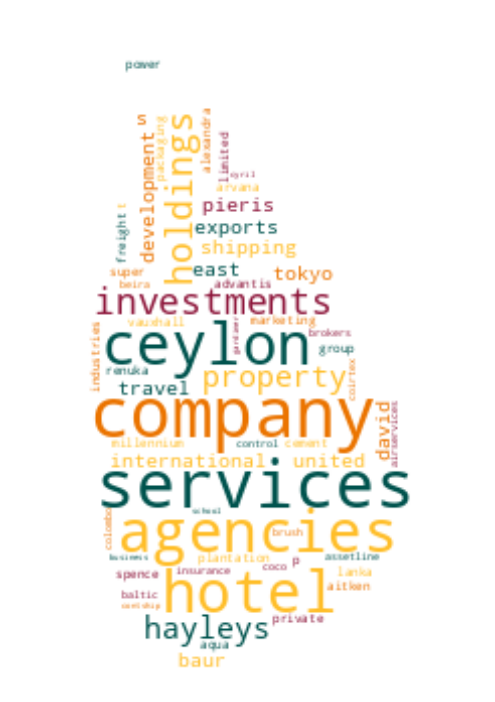 power
s
packaging
holdings
alexandra
development
limited
cyril
arvana
pieris
freight
t
exports
shipping
east
tokyo
super
beira
advantis
investments
vauxhall
marketing
industries
gardiner
brokers
ceylon
group
renuka
travel
property
coirtex
company
david
airservices
millennium
control
cement
international
united
services
colombo
school
agencies
brush
business
plantation
p
assetline
spence
insurance
coco
lanka
hotel
aitken
baltic
private
hayleys
aqua
baur